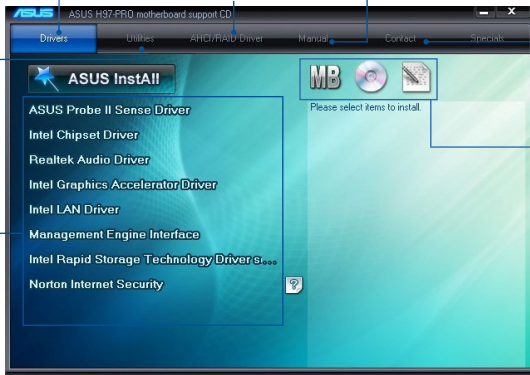 ASUS ASUS H97-PRO motherboard support CD
Drivers Utilities AHCI/RAID Driver Manual Contact Specials
ASUS InstAll
MB
Please select items to install.
ASUS Probe II Sense Driver
Intel Chipset Driver
Realtek Audio Driver
Intel Graphics Accelerator Driver
Intel LAN Driver
Management Engine Interface
Intel Rapid Storage Technology Driver s...
Norton Internet Security
?